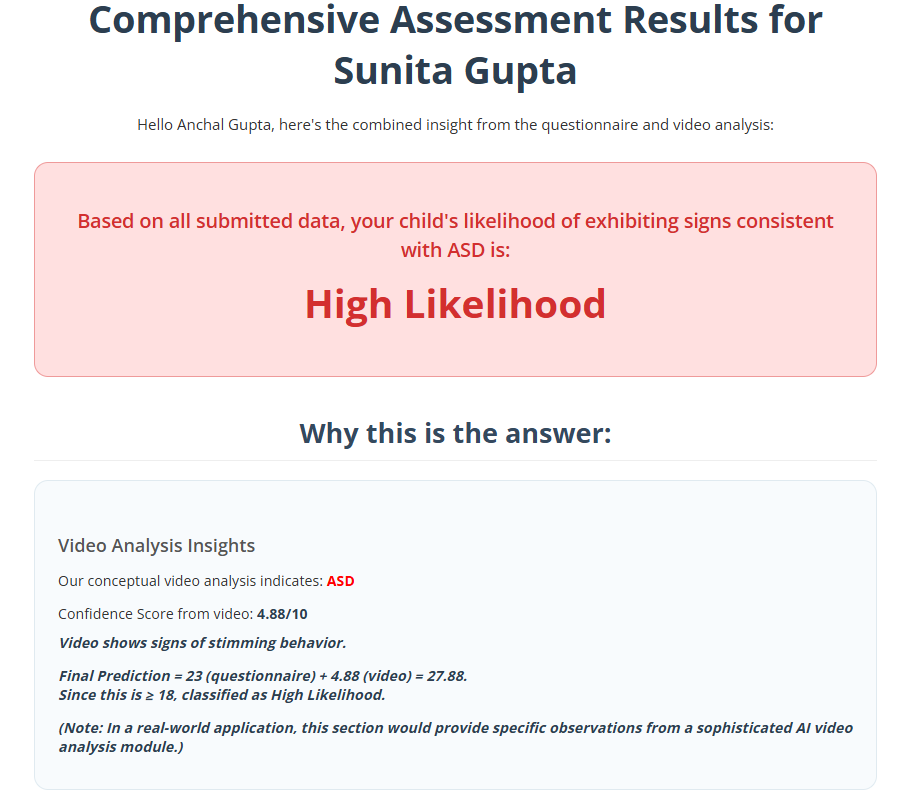 Comprehensive Assessment Results for
Sunita Gupta
Hello Anchal Gupta, here's the combined insight from the questionnaire and video analysis:
Based on all submitted data, your child's likelihood of exhibiting signs consistent
with ASD is:
High Likelihood
Why this is the answer:
Video Analysis Insights
Our conceptual video analysis indicates: ASD
Confidence Score from video: 4.88/10
Video shows signs of stimming behavior.
Final Prediction = 23 (questionnaire) + 4.88 (video) = 27.88.
Since this is ≥ 18, classified as High Likelihood.
(Note: In a real-world application, this section would provide specific observations from a sophisticated AI video
analysis module.)